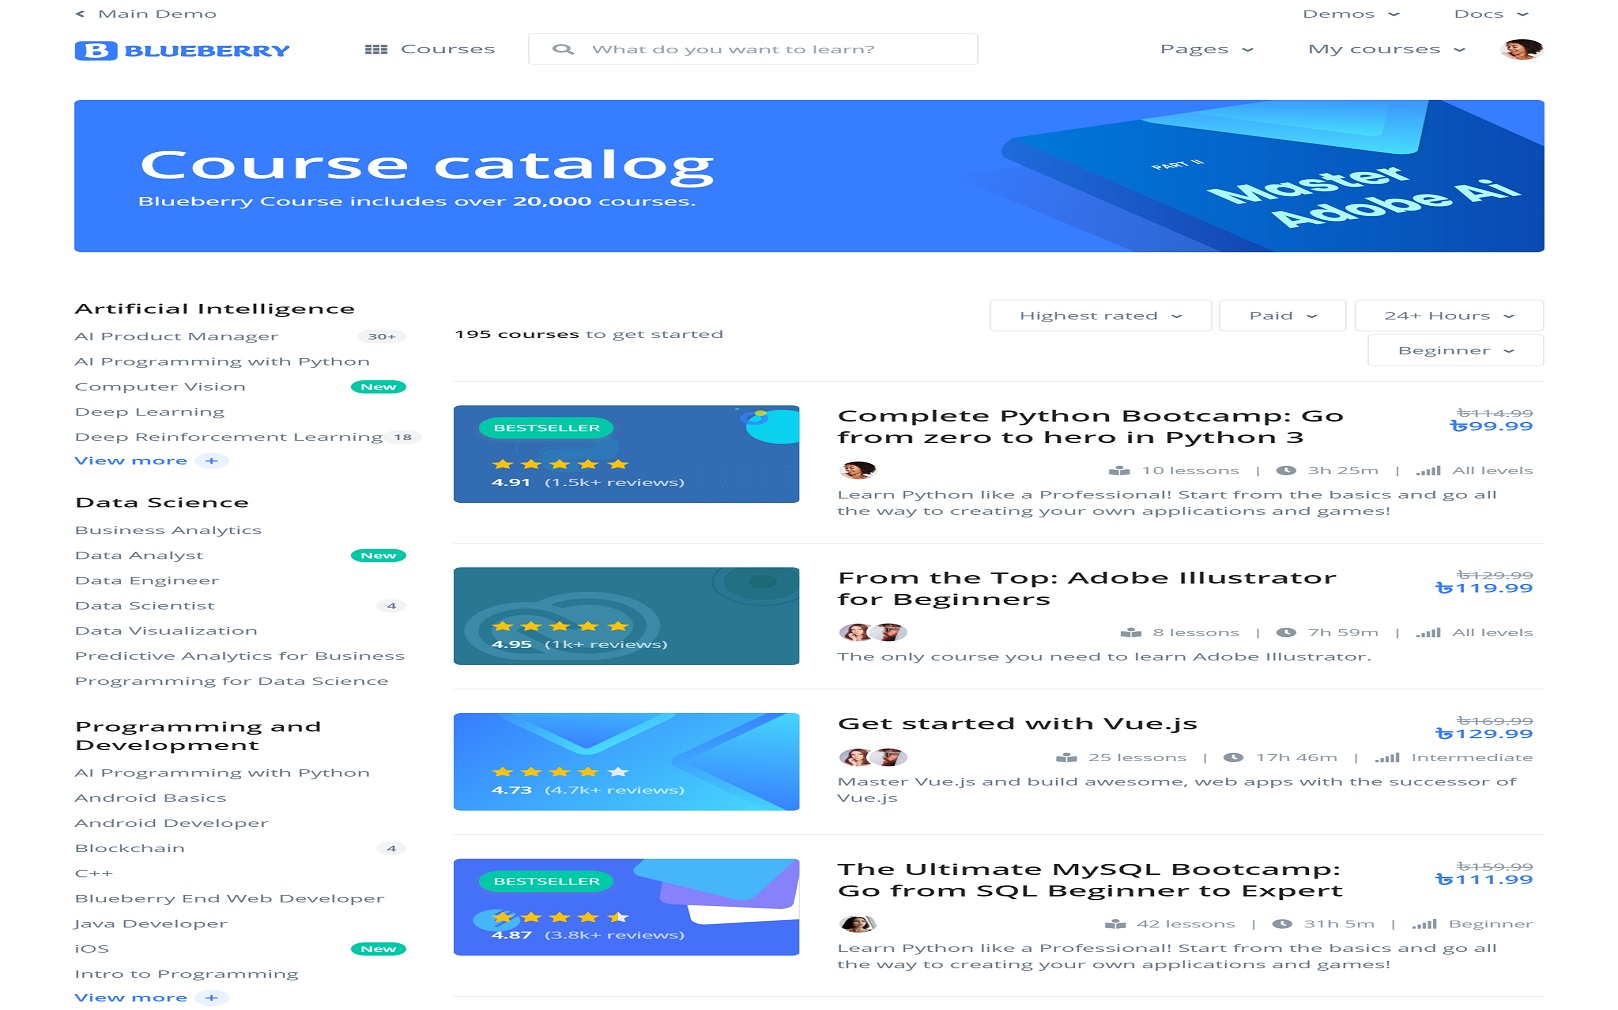 Main Demo
Demos
Docs
B BLUEBERRY
Courses
What do you want to learn?
Pages
My courses
Course catalog
Blueberry Course includes over 20,000 courses.
PART II
Master
Adobe Ai
Artificial Intelligence
AI Product Manager 30+
AI Programming with Python
Computer Vision New
Deep Learning
Deep Reinforcement Learning 18
View more +
Data Science
Business Analytics
Data Analyst New
Data Engineer
Data Scientist 4
Data Visualization
Predictive Analytics for Business
Programming for Data Science
Programming and
Development
AI Programming with Python
Android Basics
Android Developer
Blockchain 4
C++
Blueberry End Web Developer
Java Developer
iOS New
Intro to Programming
View more +
195 courses to get started
Highest rated
Paid
24+ Hours
Beginner
BESTSELLER
4.91 (1.5k+ reviews)
Complete Python Bootcamp: Go
from zero to hero in Python 3
৳114.99
৳99.99
10 lessons | 3h 25m | All levels
Learn Python like a Professional! Start from the basics and go all
the way to creating your own applications and games!
4.95 (1k+ reviews)
From the Top: Adobe Illustrator
for Beginners
৳129.99
৳119.99
8 lessons | 7h 59m | All levels
The only course you need to learn Adobe Illustrator.
4.73 (4.7k+ reviews)
Get started with Vue.js
৳169.99
৳129.99
25 lessons | 17h 46m | Intermediate
Master Vue.js and build awesome, web apps with the successor of
Vue.js
BESTSELLER
4.87 (3.8k+ reviews)
The Ultimate MySQL Bootcamp:
Go from SQL Beginner to Expert
৳159.99
৳111.99
42 lessons | 31h 5m | Beginner
Learn Python like a Professional! Start from the basics and go all
the way to creating your own applications and games!